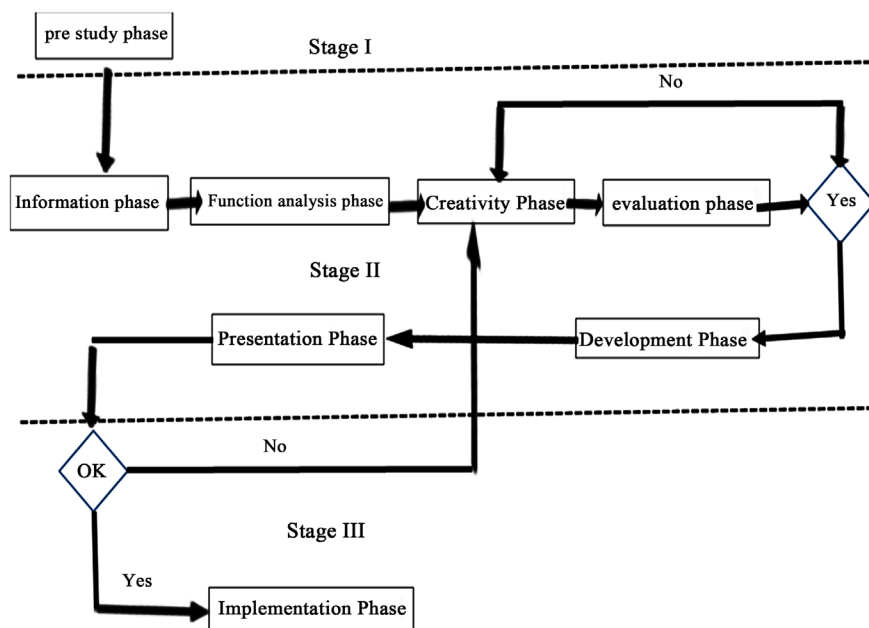 pre study phase
Stage I
No
Information phase
Function analysis phase
Creativity Phase
evaluation phase
Yes
Stage II
Presentation Phase
Development Phase
OK
No
Stage III
Yes
Implementation Phase